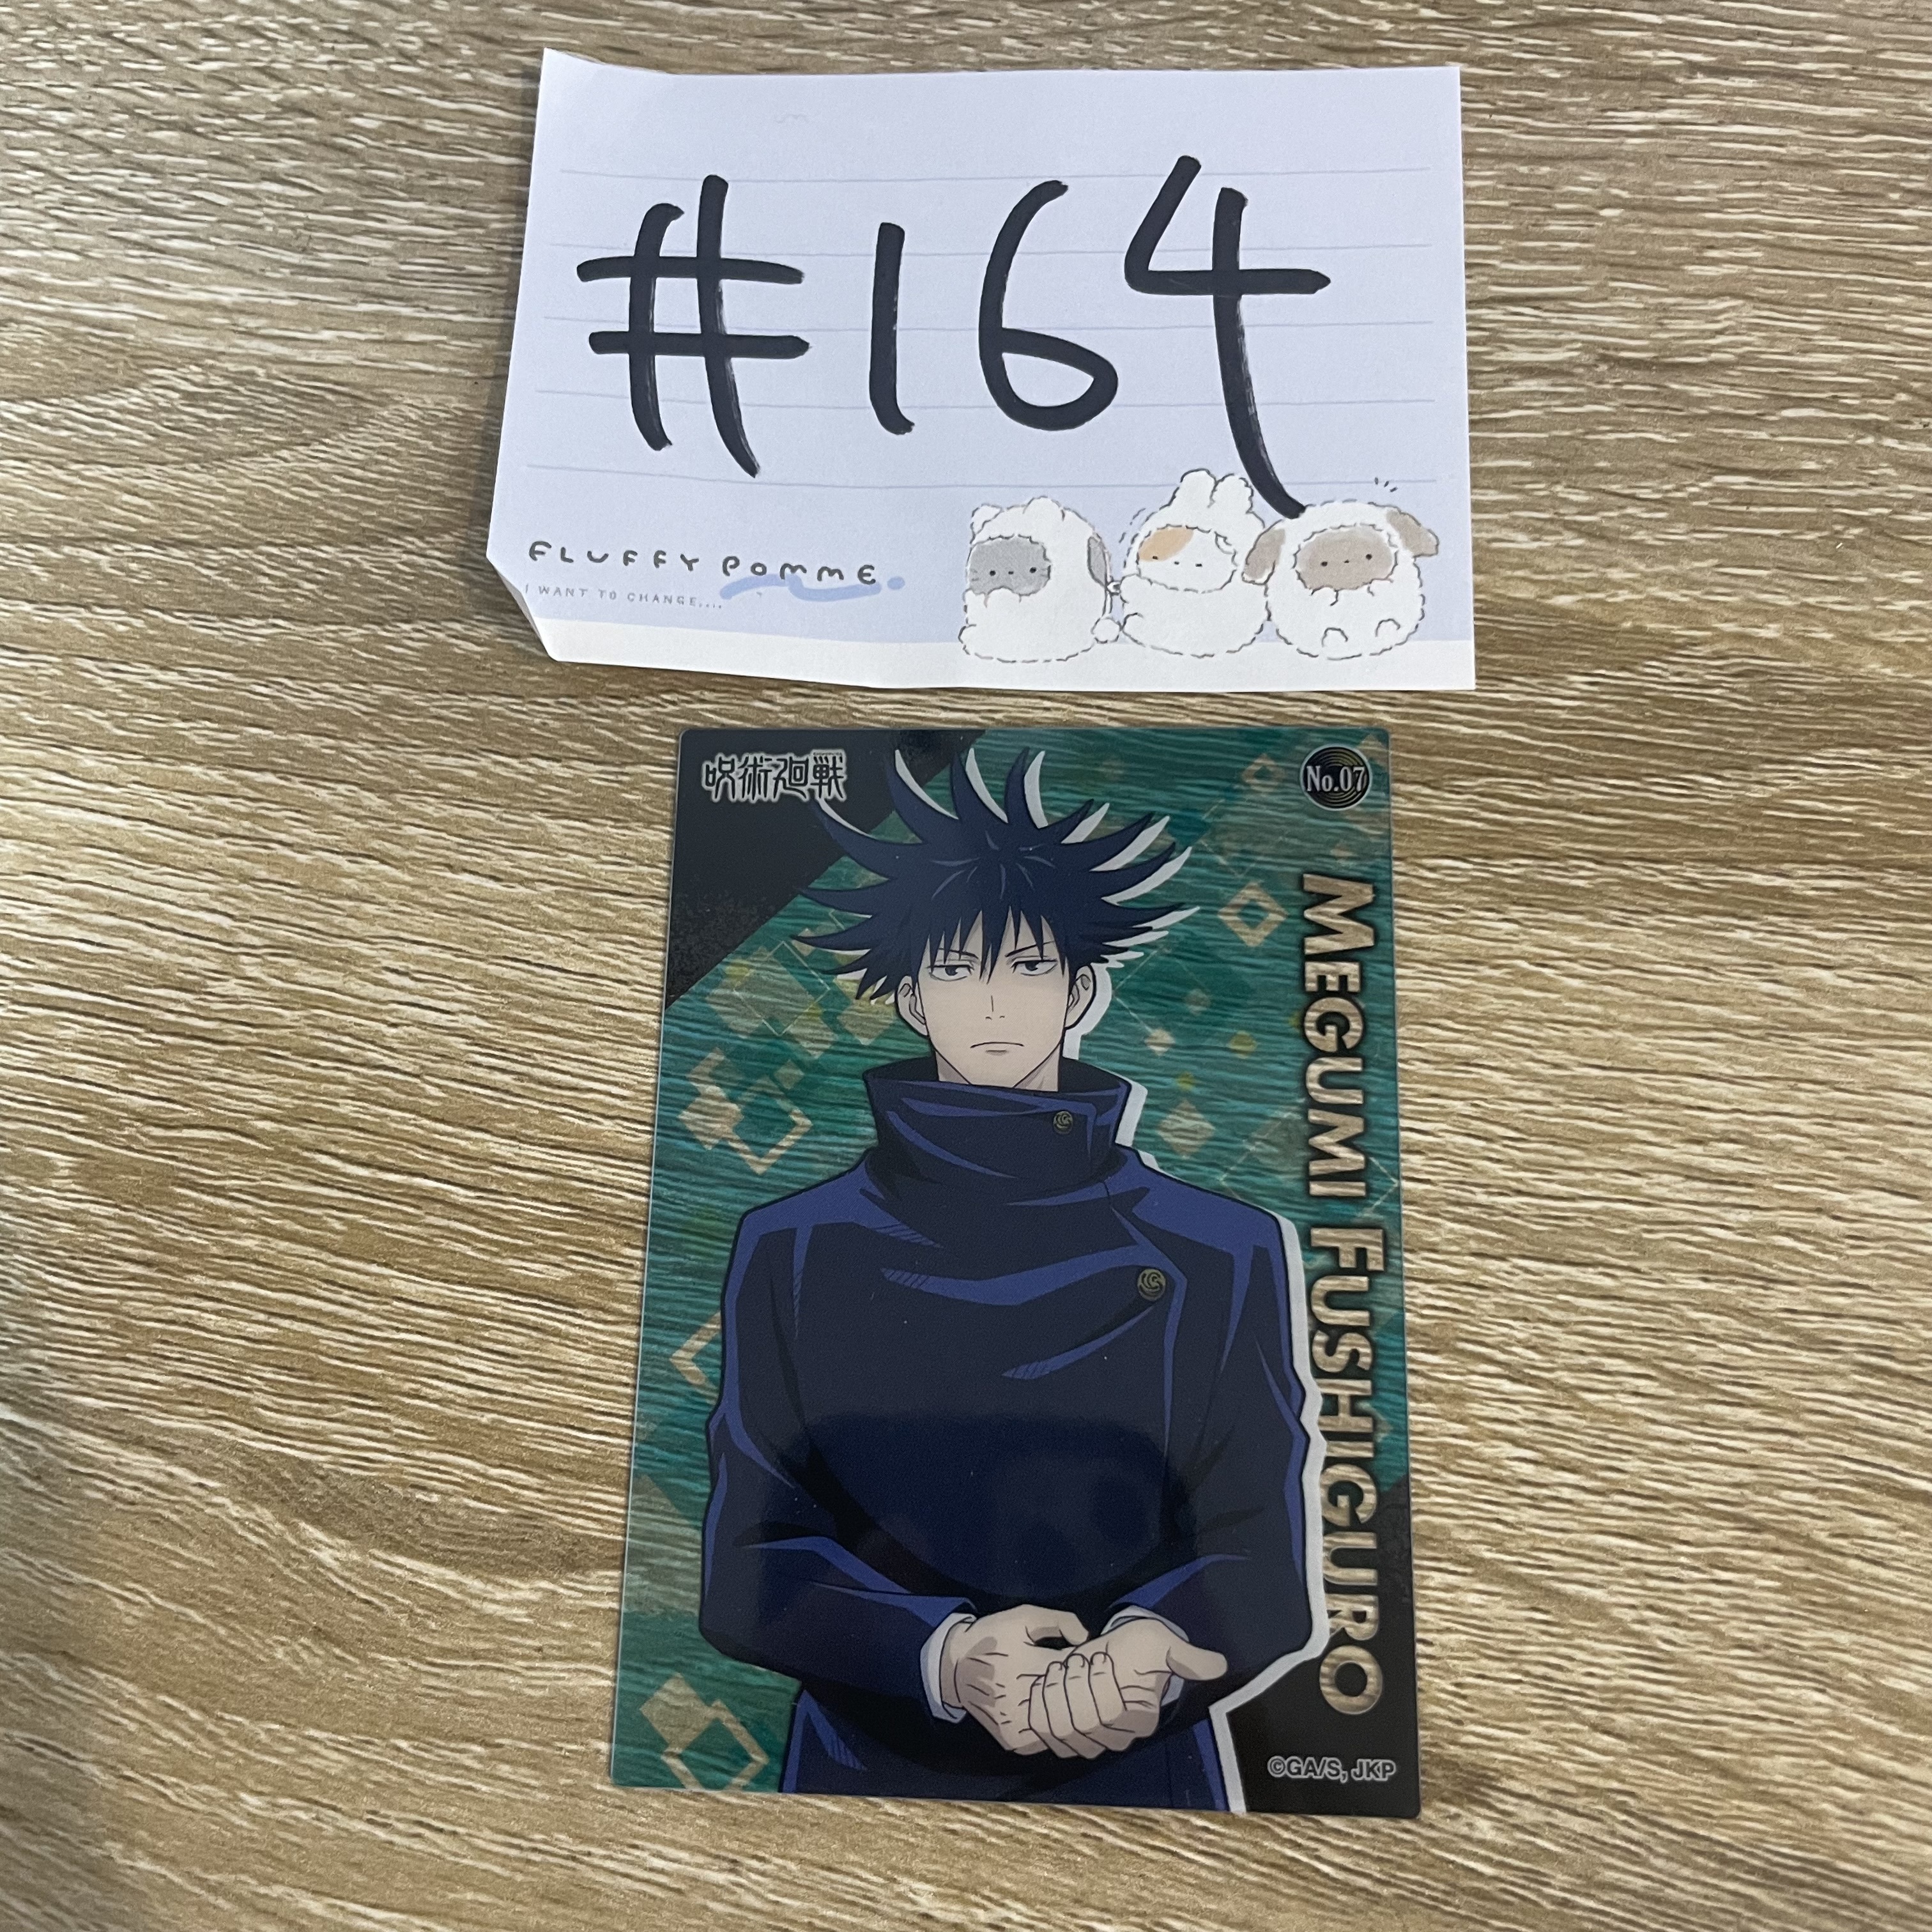 #164
FLUFFY POMME
I WANT TO CHANGE....
呪術廻戦
No.07
MEGUMI FUSHIGURO
©GA/S, JKP